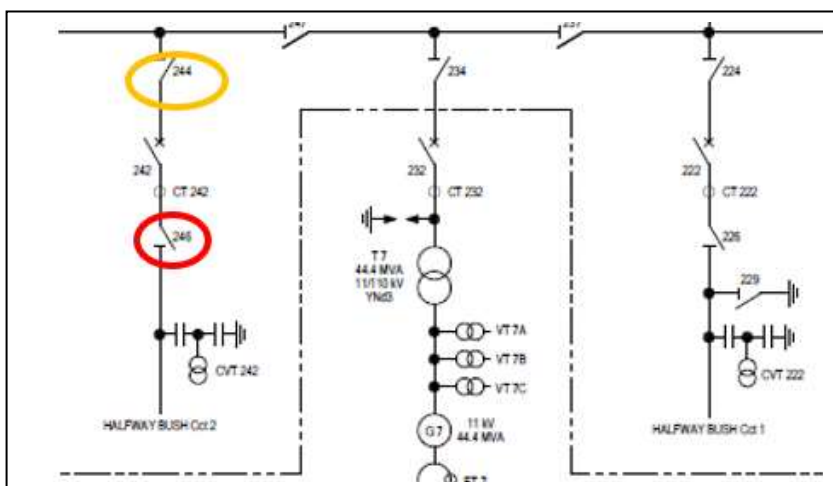 244
234
224
242
CT 242
232
CT 232
222
CT 222
246
226
T 7
44.4 MVA
11/110 kV
YNd3
229
VT 7A
VT 7B
VT 7C
CVT 242
CVT 222
HALFWAY BUSH Cct 2
G 7
11 kV
44.4 MVA
HALFWAY BUSH Cct 1